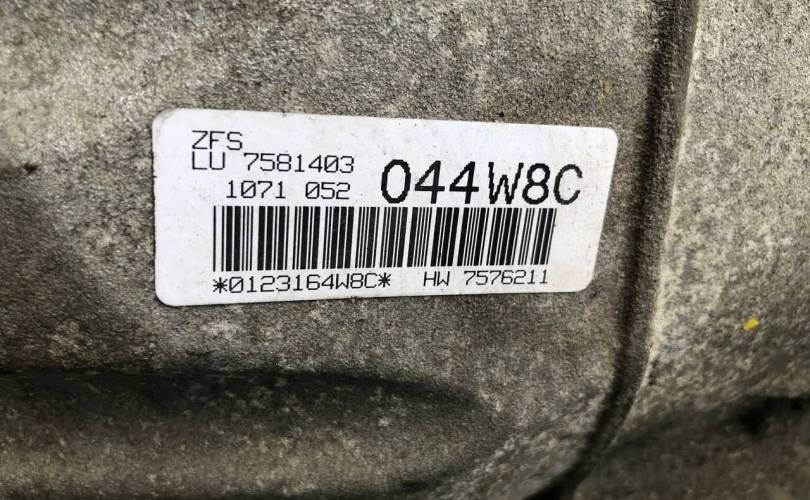 ZFS
LU 7581403
1071 052 044W8C
*0123164W8C* HW 7576211